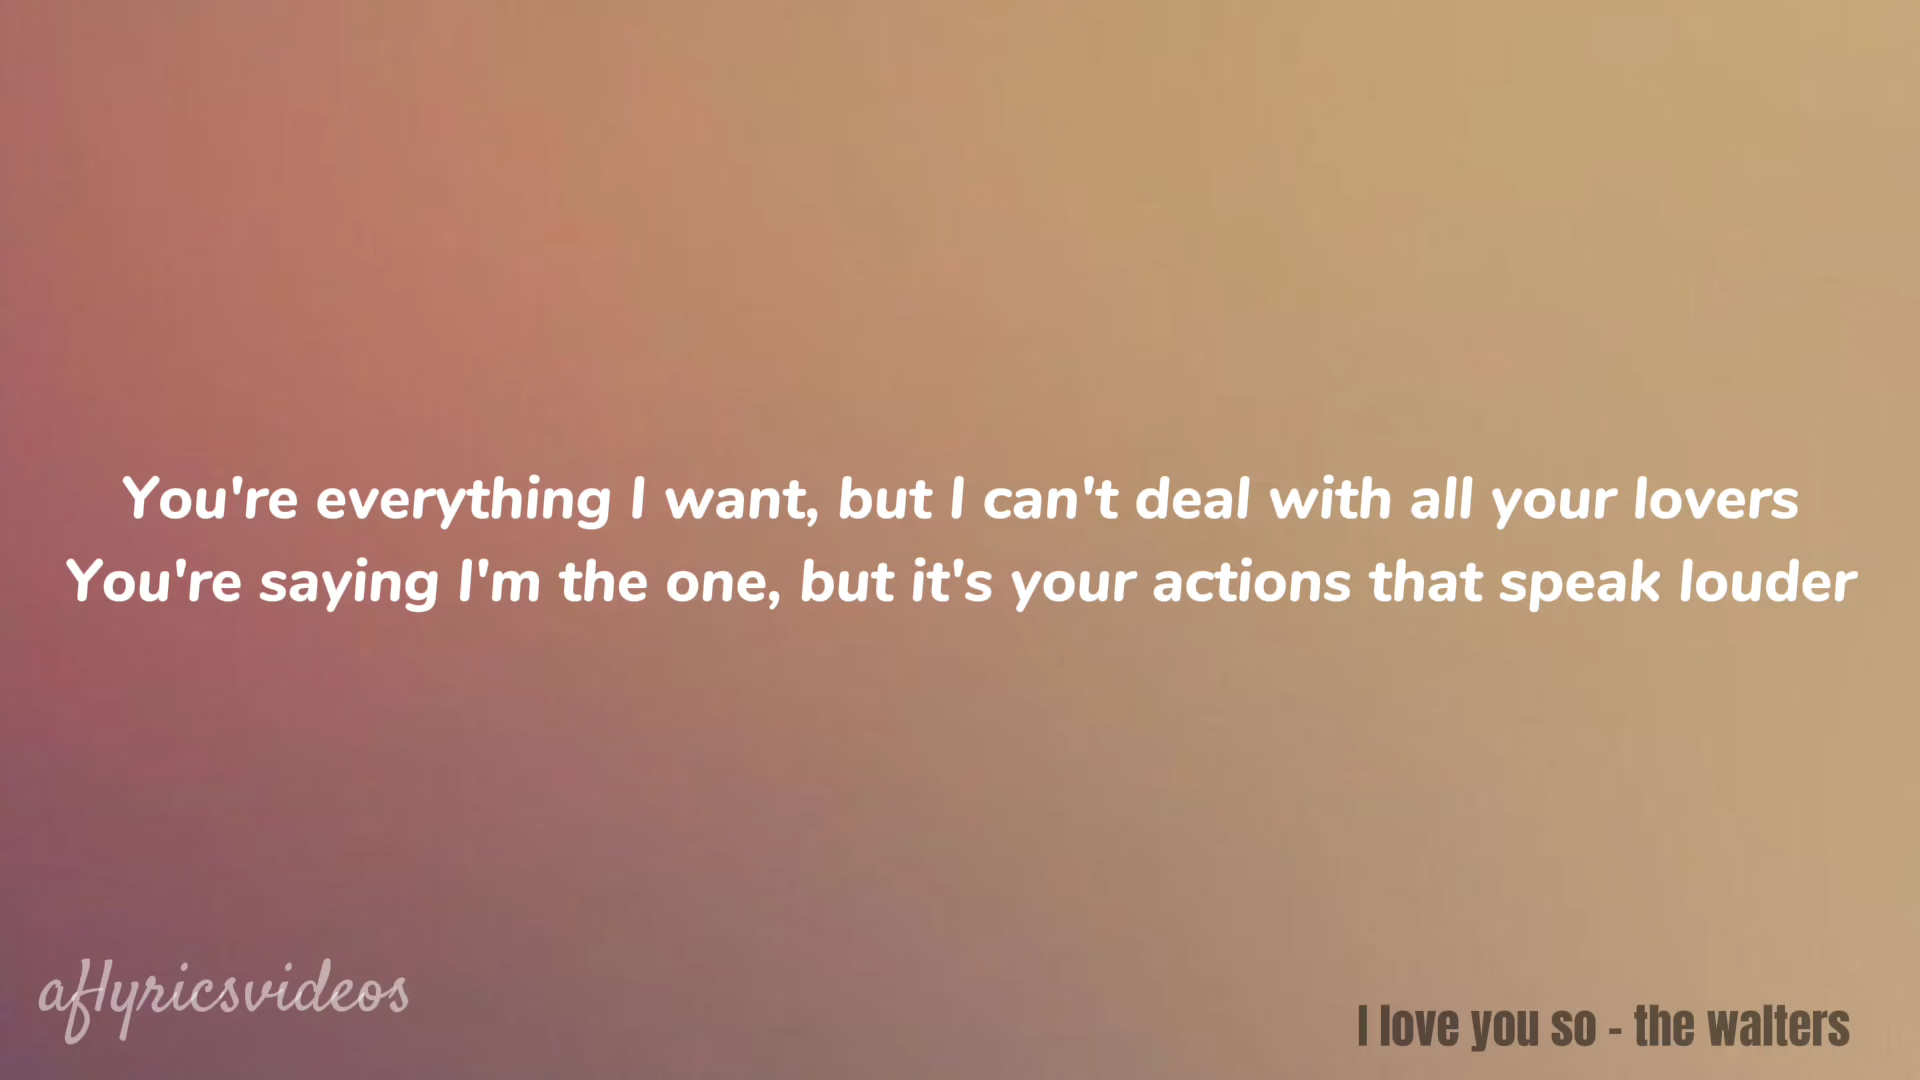 You're everything I want, but I can't deal with all your lovers
You're saying I'm the one, but it's your actions that speak louder
aflyricsvideos
I love you so - the walters